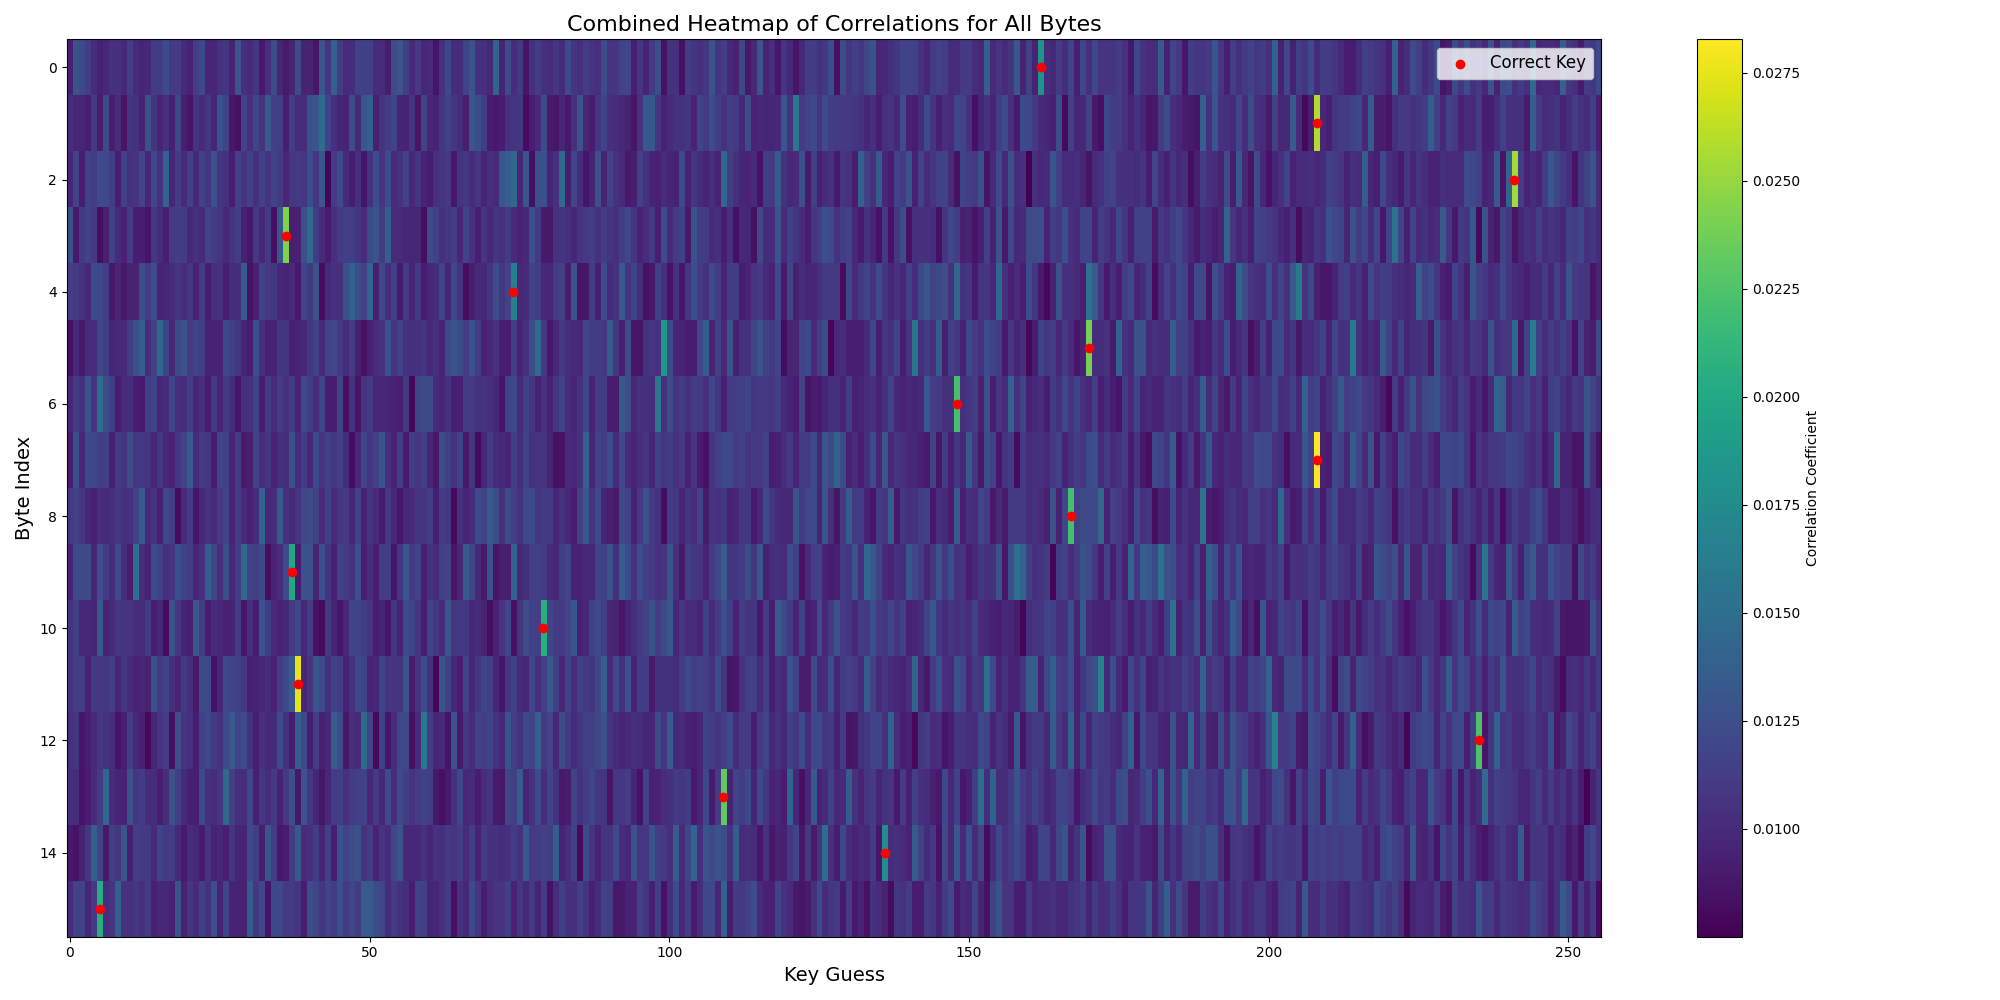 Combined Heatmap of Correlations for All Bytes
Correct Key
0
2
4
6
8
10
12
14
Byte Index
0 50 100 150 200 250
Key Guess
0.0275
0.0250
0.0225
0.0200
0.0175
0.0150
0.0125
0.0100
Correlation Coefficient